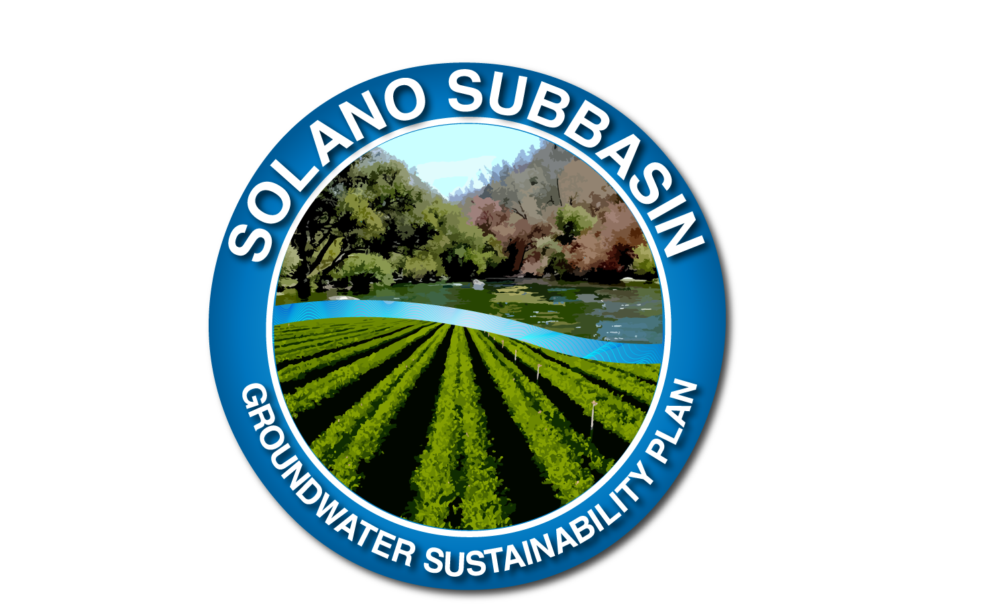 SOLANO SUBBASIN
GROUNDWATER SUSTAINABILITY PLAN